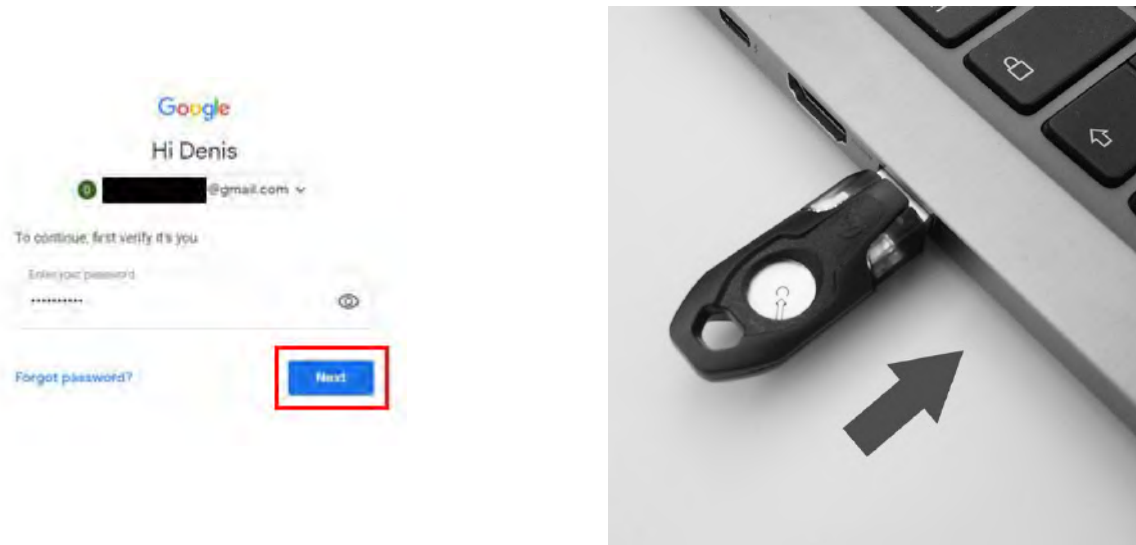 Google
Hi Denis
D @gmail.com
To continue, first verify it's you
Enter your password
••••••••••
Forgot password?
Next